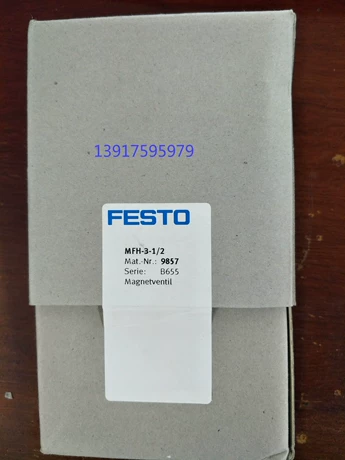 13917595979
FESTO
MFH-3-1/2
Mat.-Nr.: 9857
Serie: B655
Magnetventil